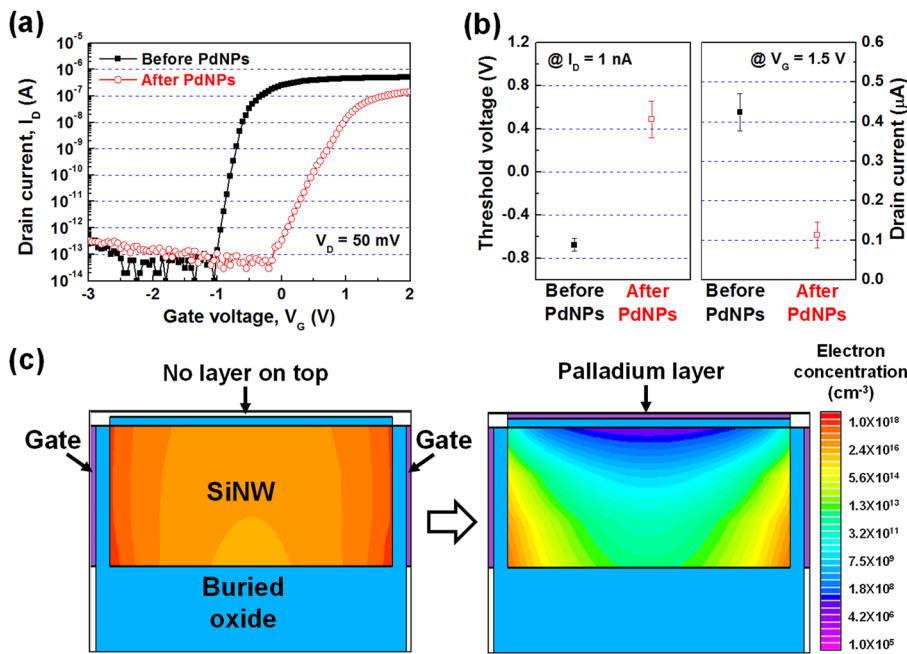 (a)
Drain current, I_D (A)
10^-5
10^-6
10^-7
10^-8
10^-9
10^-10
10^-11
10^-12
10^-13
10^-14
Before PdNPs
After PdNPs
V_D = 50 mV
-3 -2 -1 0 1 2
Gate voltage, V_G (V)
(b)
Threshold voltage (V)
1.2
0.8
0.4
0.0
-0.4
-0.8
@ I_D = 1 nA
@ V_G = 1.5 V
0.6
0.5
0.4
0.3
0.2
0.1
0.0
Drain current (μA)
Before
PdNPs
After
PdNPs
Before
PdNPs
After
PdNPs
(c)
No layer on top
Gate
Gate
SiNW
Buried
oxide
Palladium layer
Electron
concentration
(cm^-3)
1.0X10^18
2.4X10^16
5.6X10^14
1.3X10^13
3.2X10^11
7.5X10^9
1.8X10^8
4.2X10^6
1.0X10^5